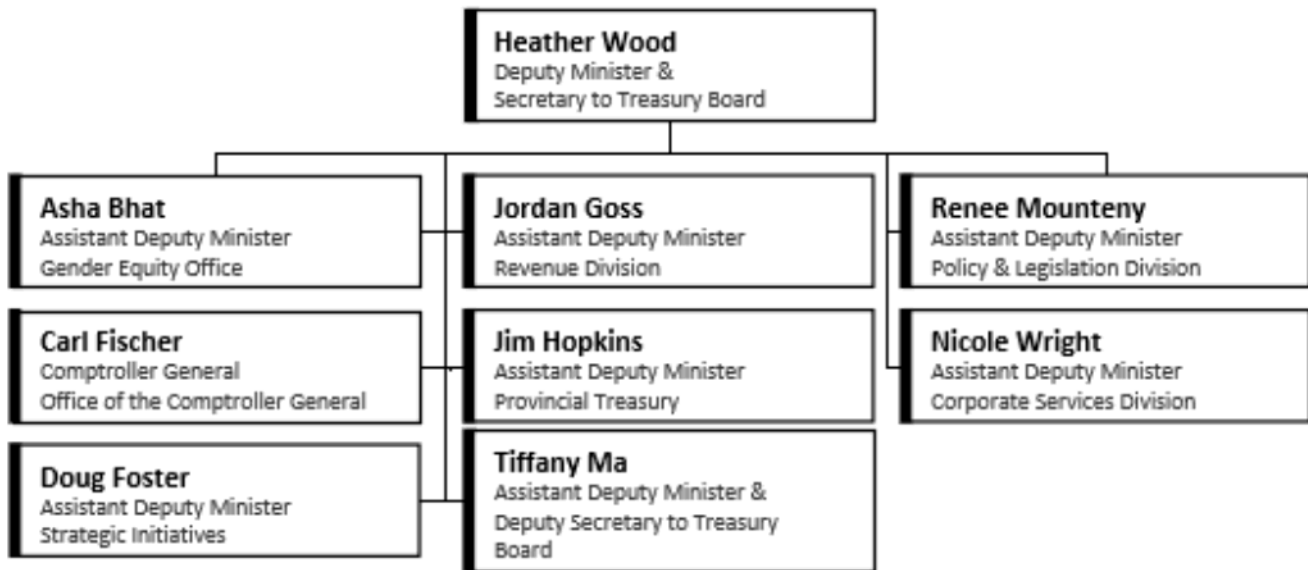 Heather Wood
Deputy Minister &
Secretary to Treasury Board
Asha Bhat
Assistant Deputy Minister
Gender Equity Office
Jordan Goss
Assistant Deputy Minister
Revenue Division
Renee Mounteny
Assistant Deputy Minister
Policy & Legislation Division
Carl Fischer
Comptroller General
Office of the Comptroller General
Jim Hopkins
Assistant Deputy Minister
Provincial Treasury
Nicole Wright
Assistant Deputy Minister
Corporate Services Division
Doug Foster
Assistant Deputy Minister
Strategic Initiatives
Tiffany Ma
Assistant Deputy Minister &
Deputy Secretary to Treasury
Board